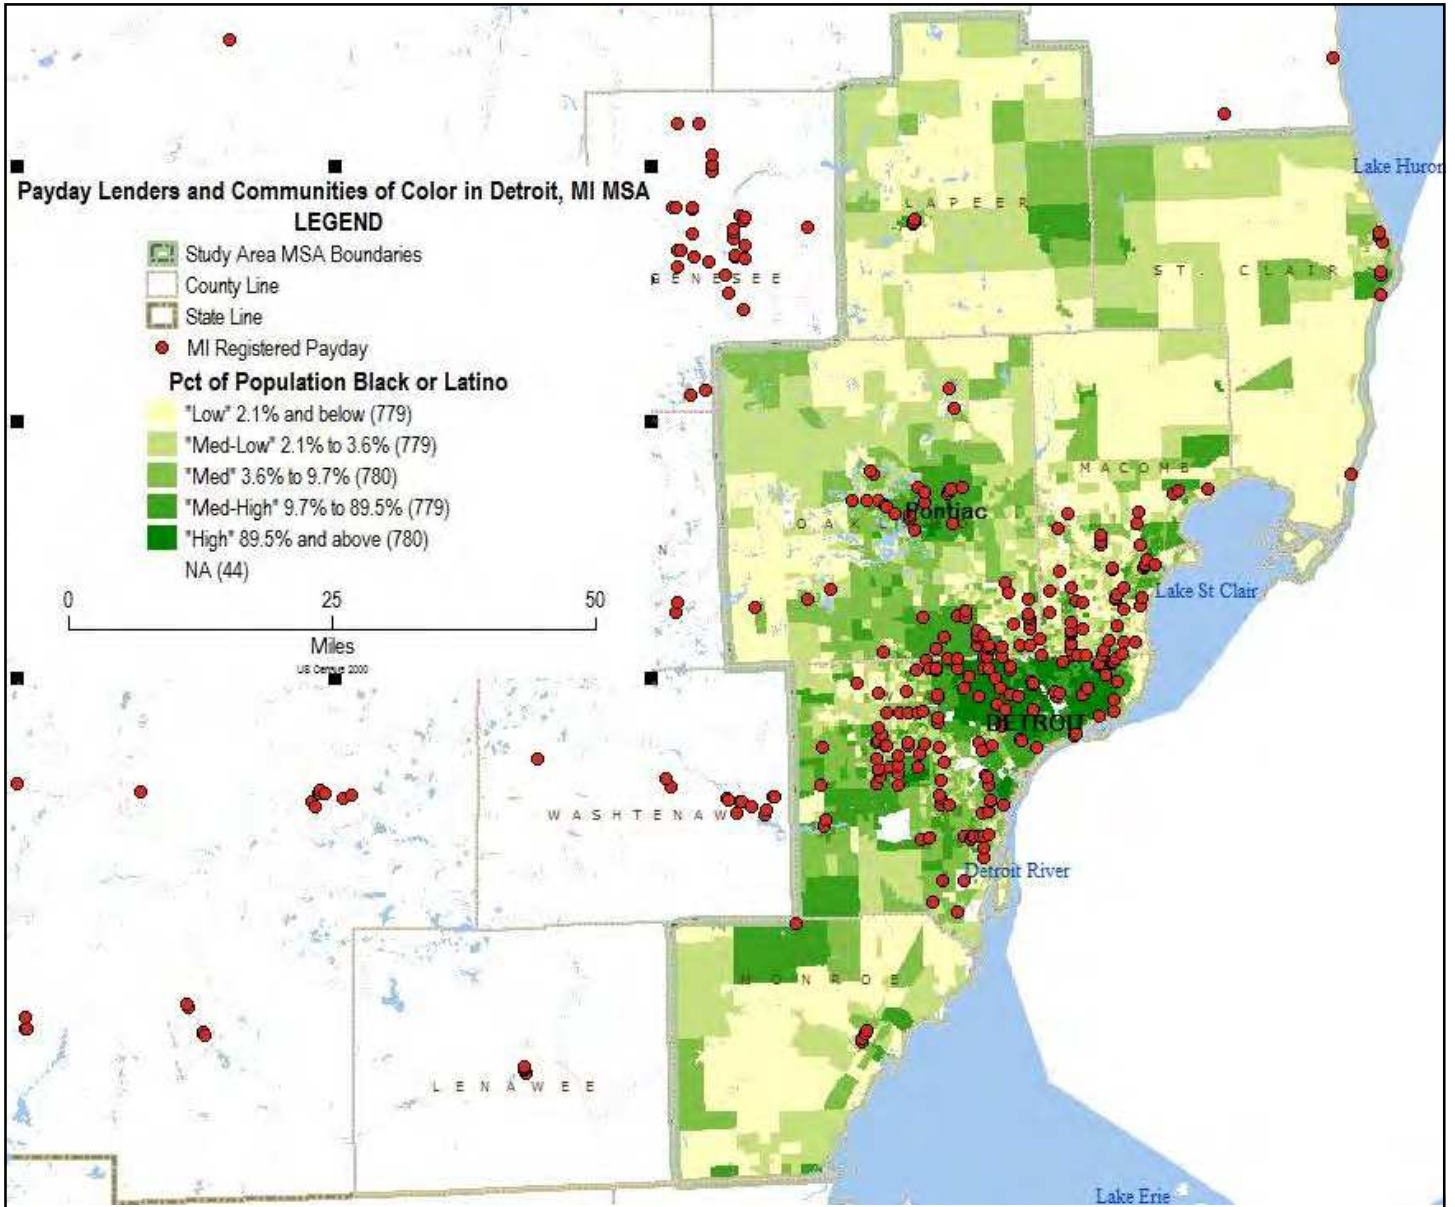 Lake Huron
Payday Lenders and Communities of Color in Detroit, MI MSA
LEGEND
Study Area MSA Boundaries
County Line
State Line
MI Registered Payday
Pct of Population Black or Latino
"Low" 2.1% and below (779)
"Med-Low" 2.1% to 3.6% (779)
"Med" 3.6% to 9.7% (780)
"Med-High" 9.7% to 89.5% (779)
"High" 89.5% and above (780)
NA (44)
0 25 50
Miles
US Census 2000
LAPEER
ST. CLAIR
GENESEE
MACOMB
Pontiac
OAKL
N
Lake St Clair
DETROIT
WASHTENAW
Detroit River
MONROE
LENAWEE
Lake Erie